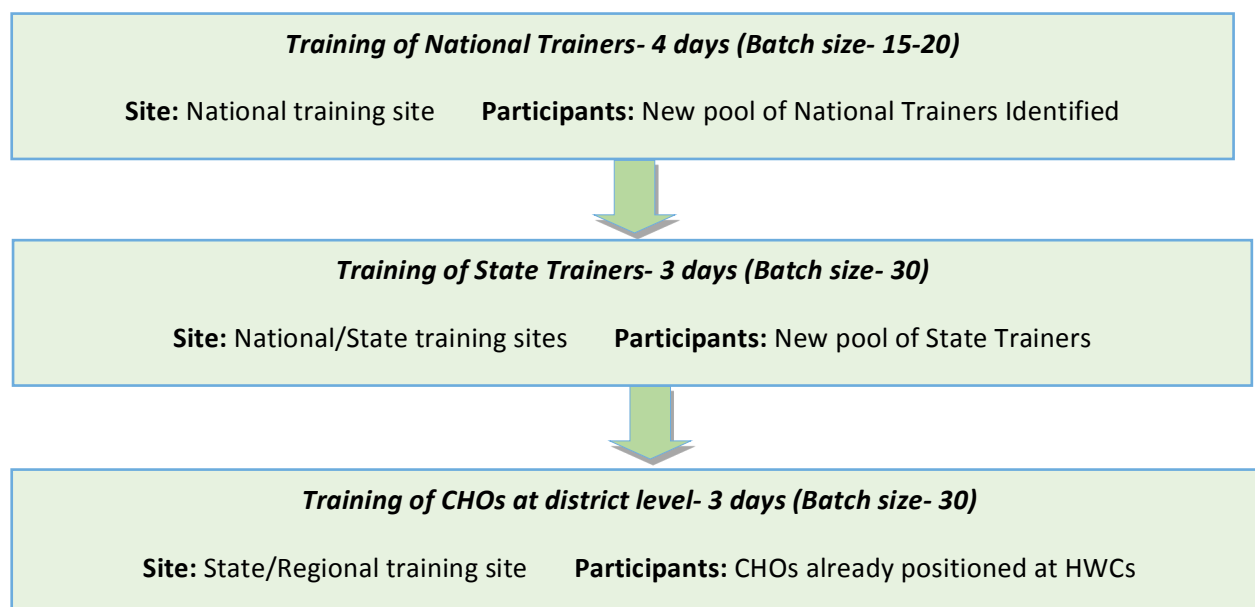 Training of National Trainers- 4 days (Batch size- 15-20)
Site: National training site Participants: New pool of National Trainers Identified
Training of State Trainers- 3 days (Batch size- 30)
Site: National/State training sites Participants: New pool of State Trainers
Training of CHOs at district level- 3 days (Batch size- 30)
Site: State/Regional training site Participants: CHOs already positioned at HWCs